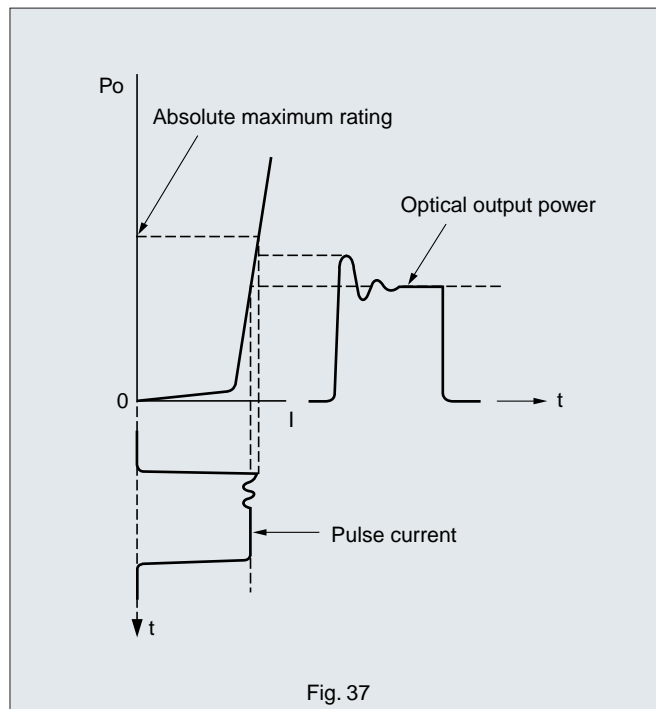 Po
Absolute maximum rating
Optical output power
0
I
t
Pulse current
t
Fig. 37